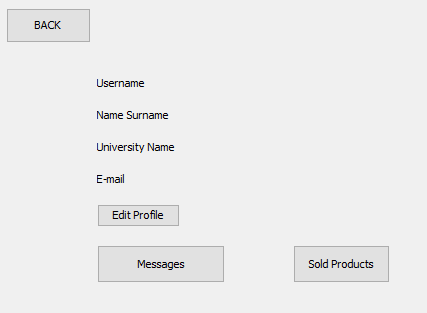 BACK
Username
Name Surname
University Name
E-mail
Edit Profile
Messages
Sold Products